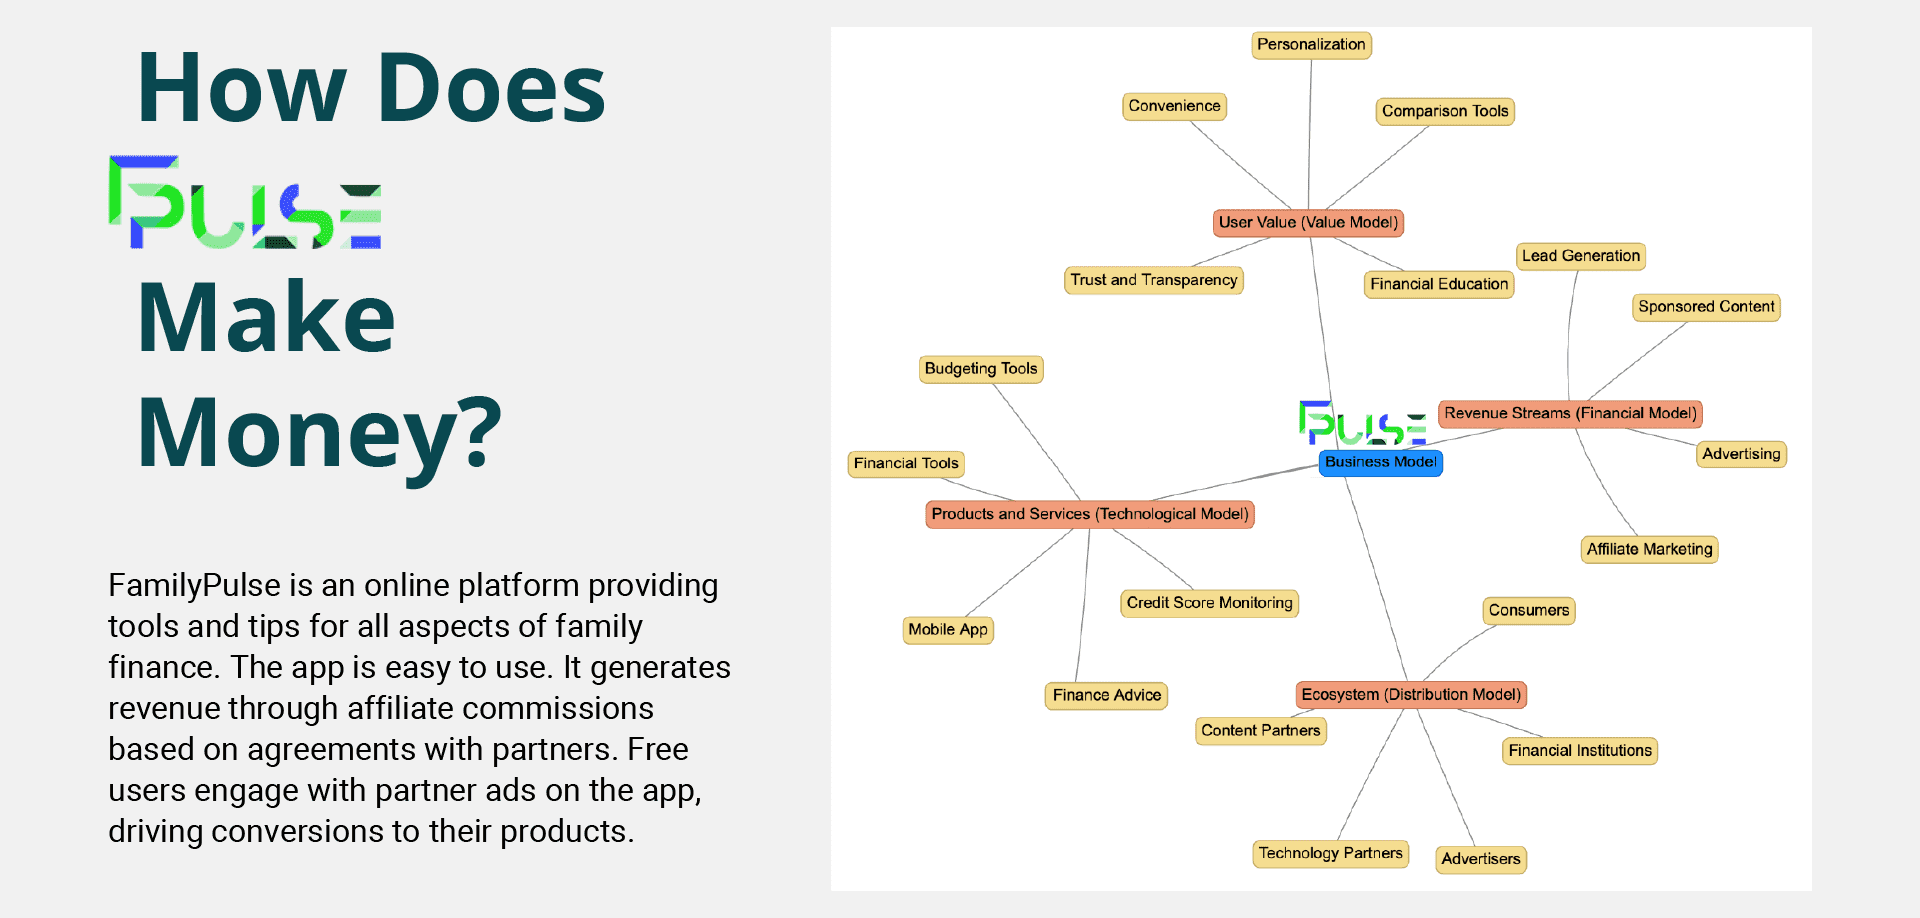 How Does
FPULSE
Make
Money?
FamilyPulse is an online platform providing
tools and tips for all aspects of family
finance. The app is easy to use. It generates
revenue through affiliate commissions
based on agreements with partners. Free
users engage with partner ads on the app,
driving conversions to their products.
Personalization
Convenience
Comparison Tools
User Value (Value Model)
Trust and Transparency
Financial Education
Lead Generation
Sponsored Content
Revenue Streams (Financial Model)
Advertising
Affiliate Marketing
FPULSE
Business Model
Budgeting Tools
Financial Tools
Products and Services (Technological Model)
Mobile App
Credit Score Monitoring
Finance Advice
Consumers
Ecosystem (Distribution Model)
Content Partners
Financial Institutions
Technology Partners
Advertisers